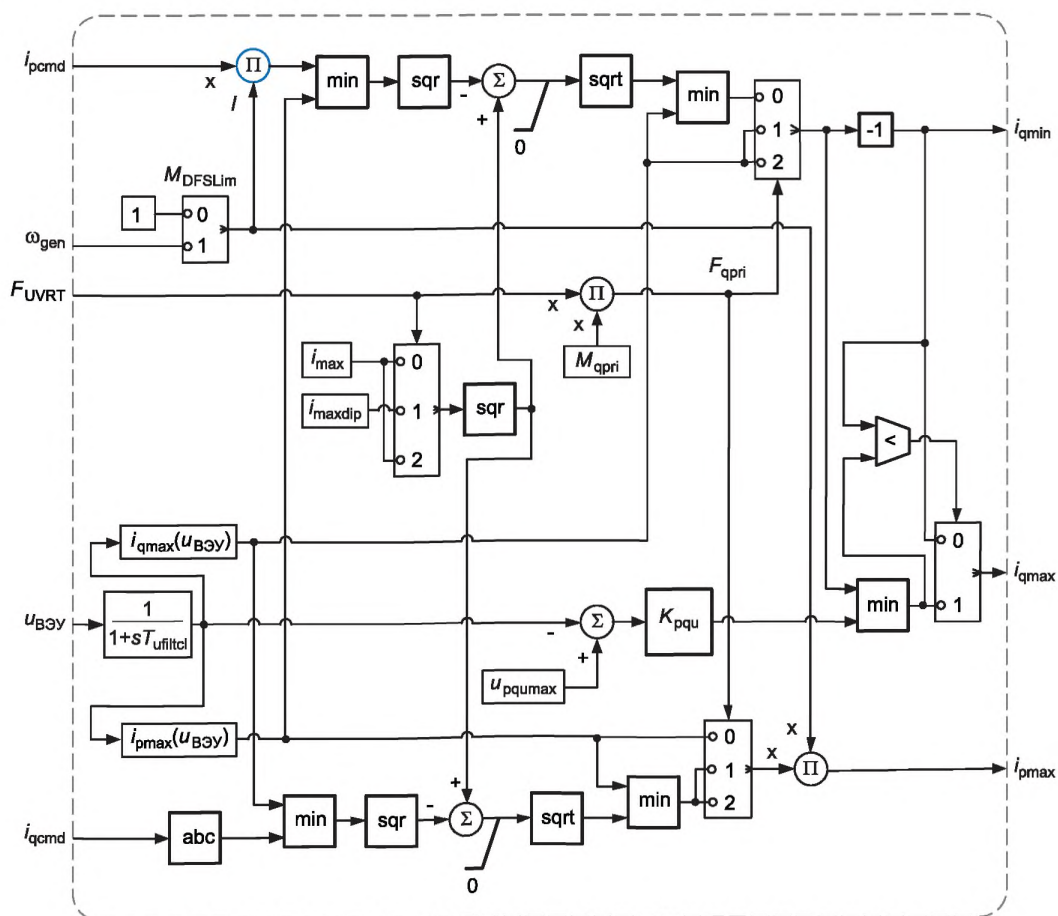 i_pcmd
x
Π
I
min
sqr
-
Σ
+
0
sqrt
min
0
1
2
-1
i_qmin
M_DFSLim
1
0
1
ω_gen
F_UVRT
x
Π
x
M_qpri
F_qpri
i_max
i_maxdip
0
1
2
sqr
<
i_qmax(u_ВЭУ)
0
1
i_qmax
u_ВЭУ
1
1+sT_ufiltcl
-
Σ
+
K_pqu
min
u_pqumax
i_pmax(u_ВЭУ)
0
1
2
x
x
Π
i_pmax
i_qcmd
abc
min
sqr
-
+
Σ
0
sqrt
min